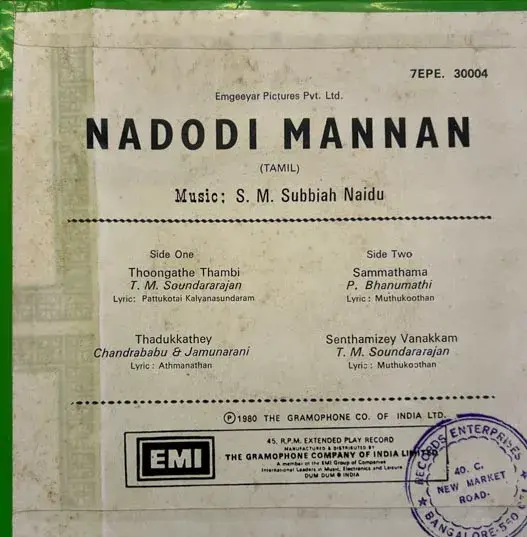 7EPE. 30004
Emgeeyar Pictures Pvt. Ltd.
NADODI MANNAN
(TAMIL)
Music: S. M. Subbiah Naidu
Side One
Thoongathe Thambi
T. M. Soundararajan
Lyric: Pattukotai Kalyanasundaram
Thadukkathey
Chandrababu & Jamunarani
Lyric : Athmanathan
Side Two
Sammathama
P. Bhanumathi
Lyric : Muthukoothan
Senthamizey Vanakkam
T. M. Soundararajan
Lyric : Muthukoothan
Ⓟ1980 THE GRAMOPHONE CO. OF INDIA LTD.
EMI
45, R.P.M. EXTENDED PLAY RECORD
MANUFACTURED & DISTRIBUTED BY
THE GRAMOPHONE COMPANY OF INDIA LIMITED
A member of the EMI Group of Companies
International Leaders in Music, Electronics and Leisure
DUM DUM INDIA
RECORDS ENTERPRISES
40. C.
NEW MARKET
ROAD.
BANGALORE-560